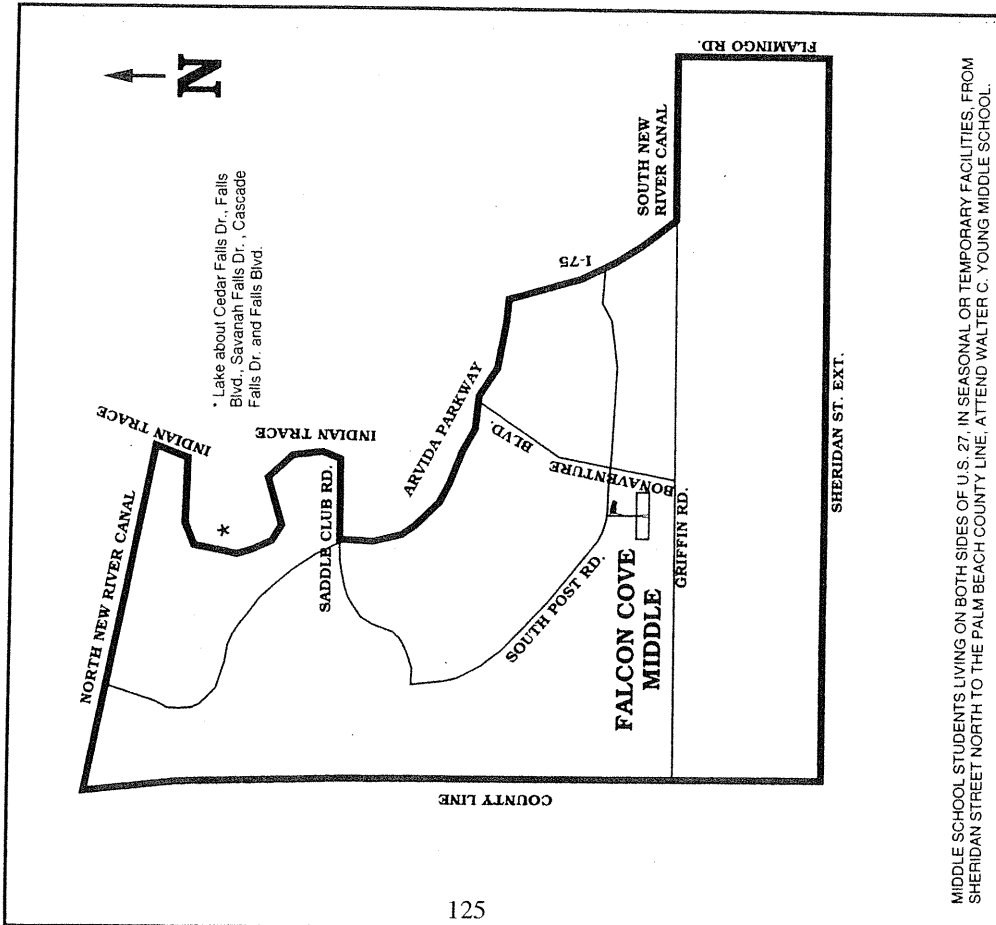 N
* Lake about Cedar Falls Dr., Falls
Blvd., Savanah Falls Dr., Cascade
Falls Dr. and Falls Blvd.
NORTH NEW RIVER CANAL
INDIAN TRACE
INDIAN TRACE
*
SADDLE CLUB RD.
ARVIDA PARKWAY
I-75
SOUTH NEW
RIVER CANAL
FLAMINGO RD.
BONAVENTURE
BLVD.
SOUTH POST RD.
FALCON COVE
MIDDLE
GRIFFIN RD.
COUNTY LINE
SHERIDAN ST. EXT.
MIDDLE SCHOOL STUDENTS LIVING ON BOTH SIDES OF U.S. 27, IN SEASONAL OR TEMPORARY FACILITIES, FROM
SHERIDAN STREET NORTH TO THE PALM BEACH COUNTY LINE, ATTEND WALTER C. YOUNG MIDDLE SCHOOL.
125